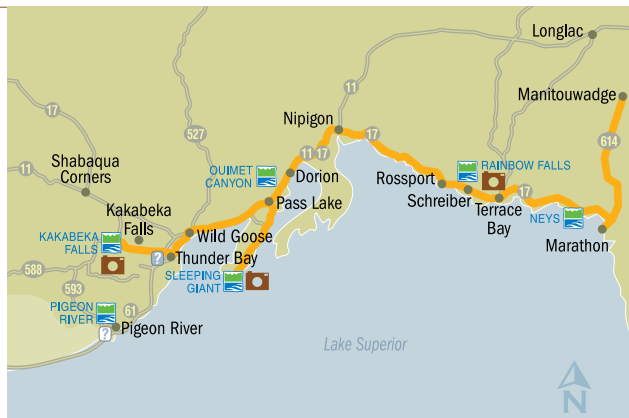 Longlac
11
Manitouwadge
17
527
Nipigon
17
614
11
Shabaqua
Corners
OUIMET
CANYON
11 17
Dorion
RAINBOW FALLS
Rossport
Schreiber
17
Terrace
Bay
NEYS
Pass Lake
Kakabeka
Falls
Wild Goose
Marathon
KAKABEKA
FALLS
?
Thunder Bay
588
SLEEPING
GIANT
593
PIGEON
RIVER
61
?
Pigeon River
Lake Superior
N